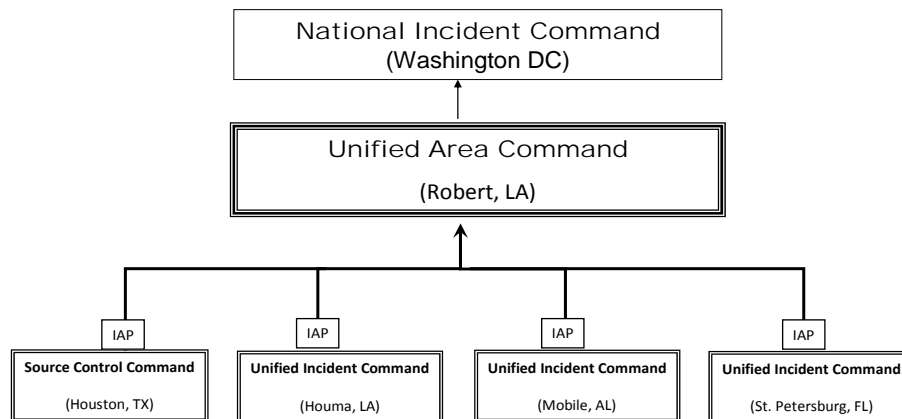 National Incident Command
(Washington DC)
Unified Area Command
(Robert, LA)
IAP
IAP
IAP
IAP
Source Control Command
(Houston, TX)
Unified Incident Command
(Houma, LA)
Unified Incident Command
(Mobile, AL)
Unified Incident Command
(St. Petersburg, FL)